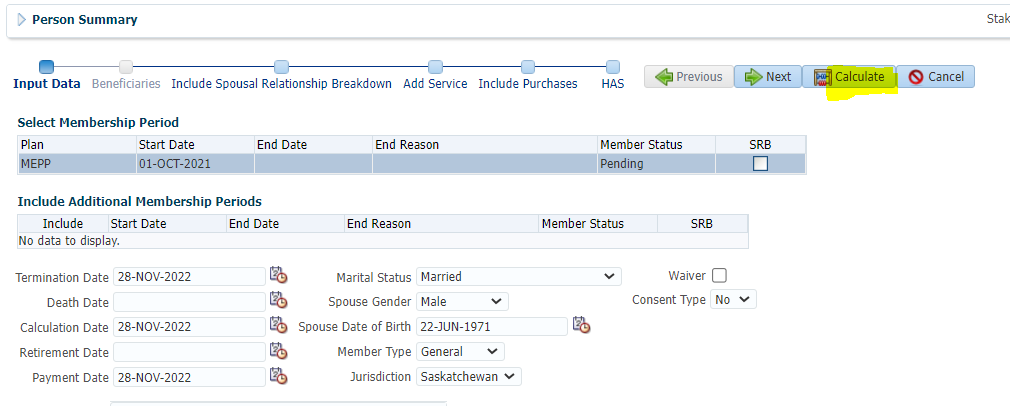 Person Summary
Stak
Input Data Beneficiaries Include Spousal Relationship Breakdown Add Service Include Purchases HAS Previous Next Calculate Cancel
Select Membership Period
Plan Start Date End Date End Reason Member Status SRB
MEPP 01-OCT-2021 Pending
Include Additional Membership Periods
Include Start Date End Date End Reason Member Status SRB
No data to display.
Termination Date 28-NOV-2022 Marital Status Married Waiver
Death Date Spouse Gender Male Consent Type No
Calculation Date 28-NOV-2022 Spouse Date of Birth 22-JUN-1971
Retirement Date Member Type General
Payment Date 28-NOV-2022 Jurisdiction Saskatchewan